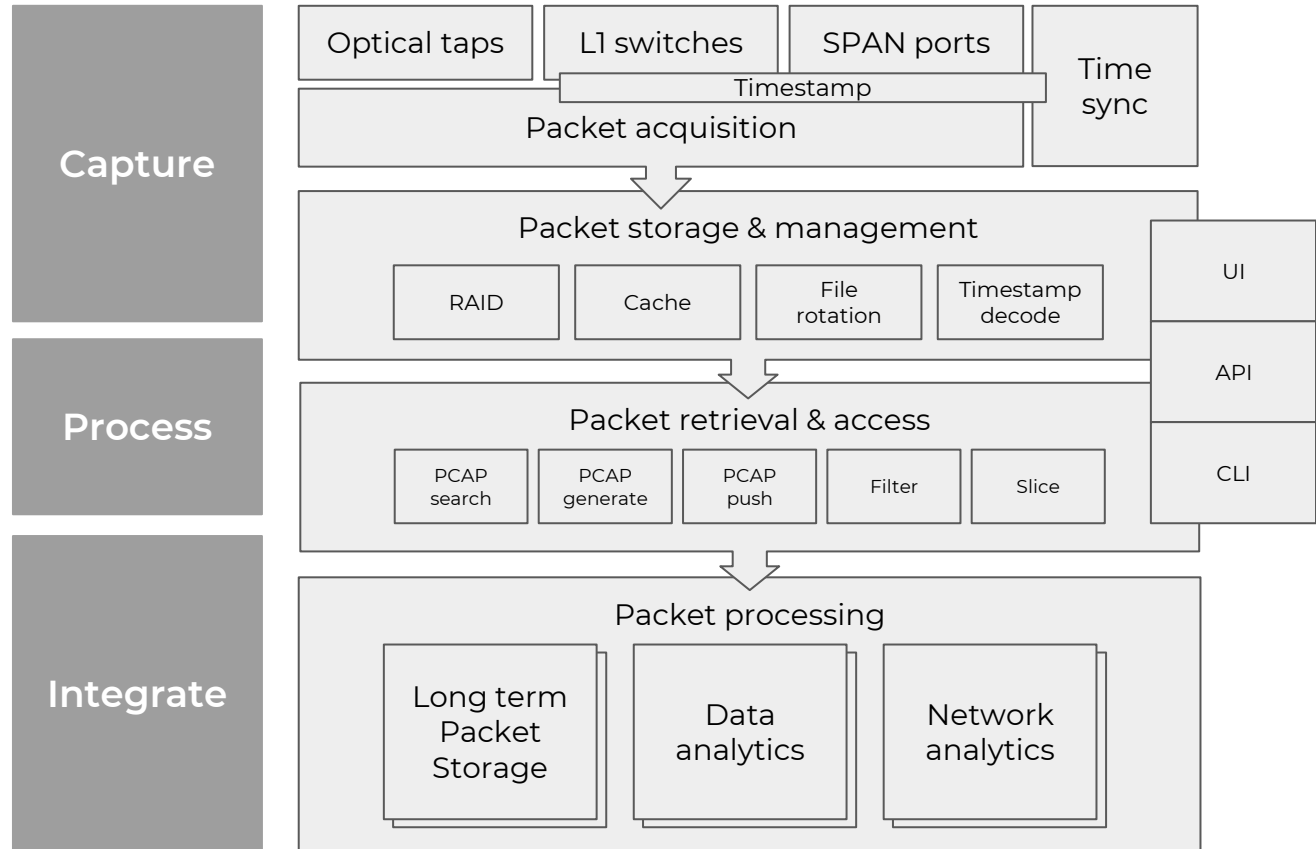 Capture
Optical taps
L1 switches
SPAN ports
Time
sync
Timestamp
Packet acquisition
Packet storage & management
RAID
Cache
File
rotation
Timestamp
decode
UI
API
CLI
Process
Packet retrieval & access
PCAP
search
PCAP
generate
PCAP
push
Filter
Slice
Integrate
Packet processing
Long term
Packet
Storage
Data
analytics
Network
analytics